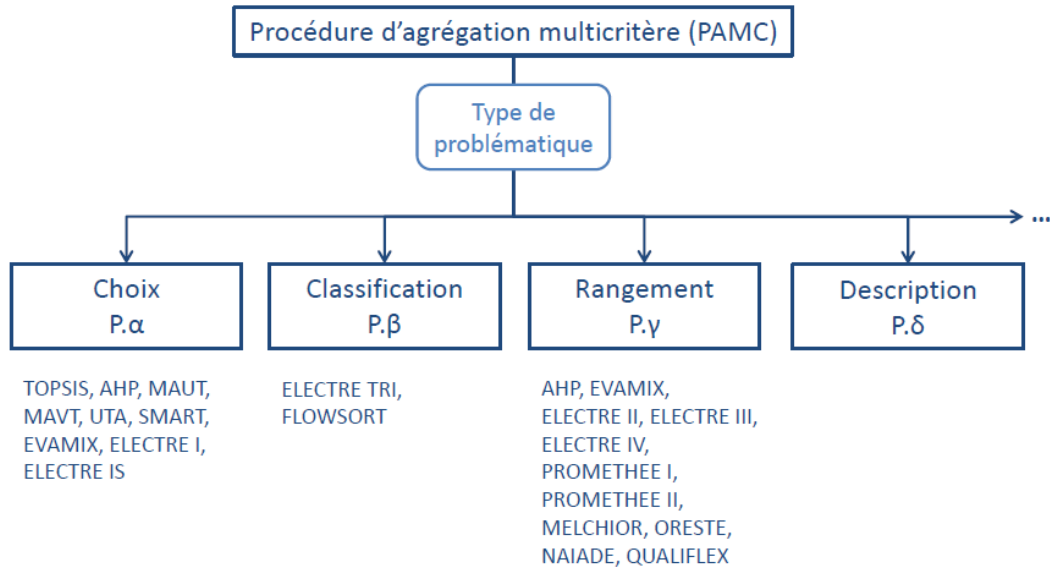 Procédure d'agrégation multicritère (PAMC)
Type de
problématique
...
Choix
P.α
Classification
P.β
Rangement
P.γ
Description
P.δ
TOPSIS, AHP, MAUT,
MAVT, UTA, SMART,
EVAMIX, ELECTRE I,
ELECTRE IS
ELECTRE TRI,
FLOWSORT
AHP, EVAMIX,
ELECTRE II, ELECTRE III,
ELECTRE IV,
PROMETHEE I,
PROMETHEE II,
MELCHIOR, ORESTE,
NAIADE, QUALIFLEX